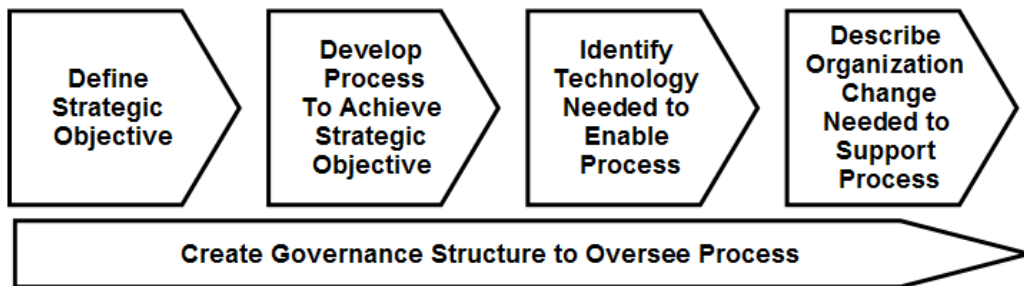 Define
Strategic
Objective
Develop
Process
To Achieve
Strategic
Objective
Identify
Technology
Needed to
Enable
Process
Describe
Organization
Change
Needed to
Support
Process
Create Governance Structure to Oversee Process